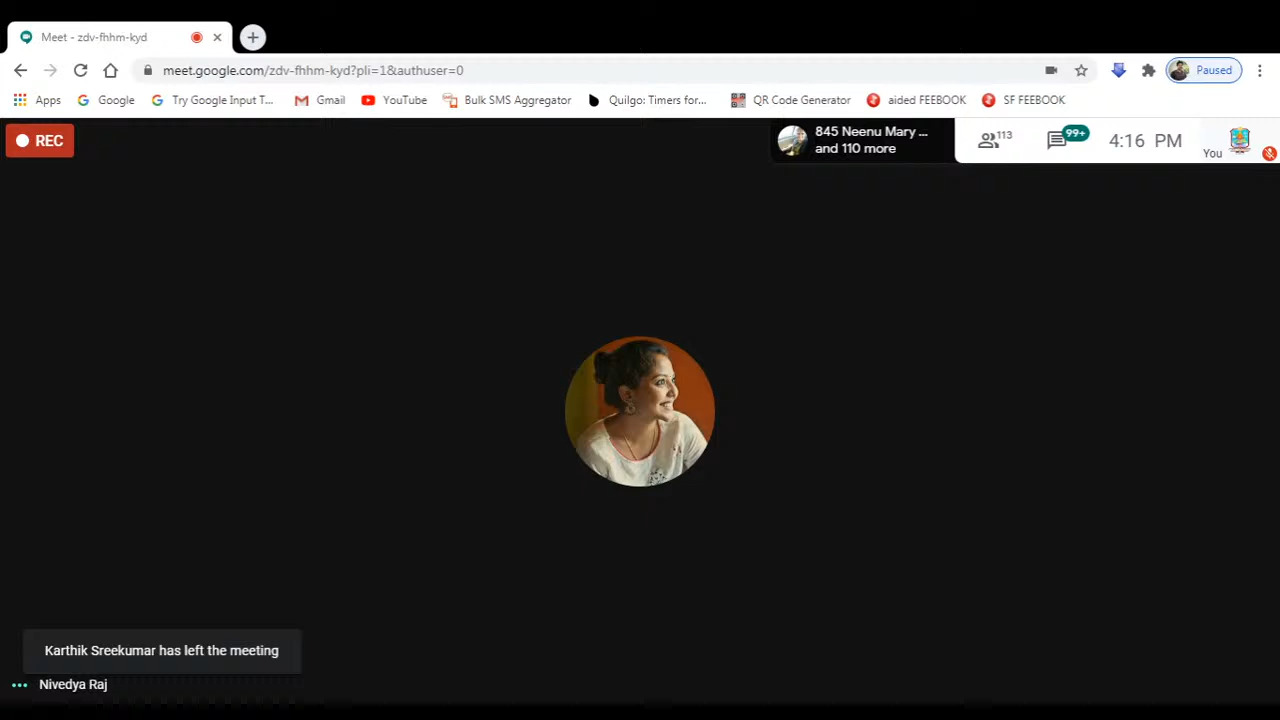 Meet - zdv-fhhm-kyd
meet.google.com/zdv-fhhm-kyd?pli=1&authuser=0
Paused
Apps
Google
Try Google Input T...
Gmail
YouTube
Bulk SMS Aggregator
Quilgo: Timers for...
QR Code Generator
aided FEEBOOK
SF FEEBOOK
REC
845 Neenu Mary ...
and 110 more
113
99+
4:16 PM
You
Karthik Sreekumar has left the meeting
Nivedya Raj